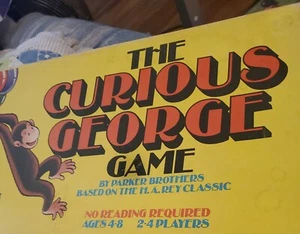 THE
CURIOUS
GEORGE
GAME
BY PARKER BROTHERS
BASED ON THE H. A. REY CLASSIC
NO READING REQUIRED
AGES 4-8 2-4 PLAYERS